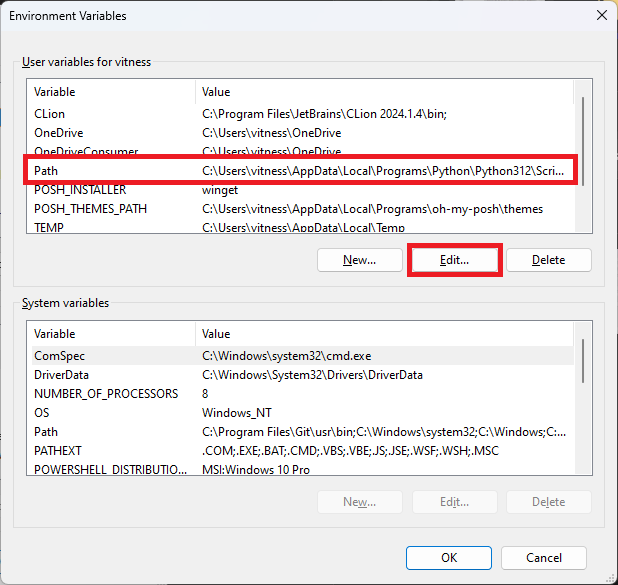 Environment Variables
User variables for vitness
Variable Value
CLion C:\Program Files\JetBrains\CLion 2024.1.4\bin;
OneDrive C:\Users\vitness\OneDrive
OneDriveConsumer C:\Users\vitness\OneDrive
Path C:\Users\vitness\AppData\Local\Programs\Python\Python312\Scri...
POSH_INSTALLER winget
POSH_THEMES_PATH C:\Users\vitness\AppData\Local\Programs\oh-my-posh\themes
TEMP C:\Users\vitness\AppData\Local\Temp
New... Edit... Delete
System variables
Variable Value
ComSpec C:\Windows\system32\cmd.exe
DriverData C:\Windows\System32\Drivers\DriverData
NUMBER_OF_PROCESSORS 8
OS Windows_NT
Path C:\Program Files\Git\usr\bin;C:\Windows\system32;C:\Windows;C:...
PATHEXT .COM;.EXE;.BAT;.CMD;.VBS;.VBE;.JS;.JSE;.WSF;.WSH;.MSC
POWERSHELL_DISTRIBUTIO... MSI:Windows 10 Pro
New... Edit... Delete
OK Cancel